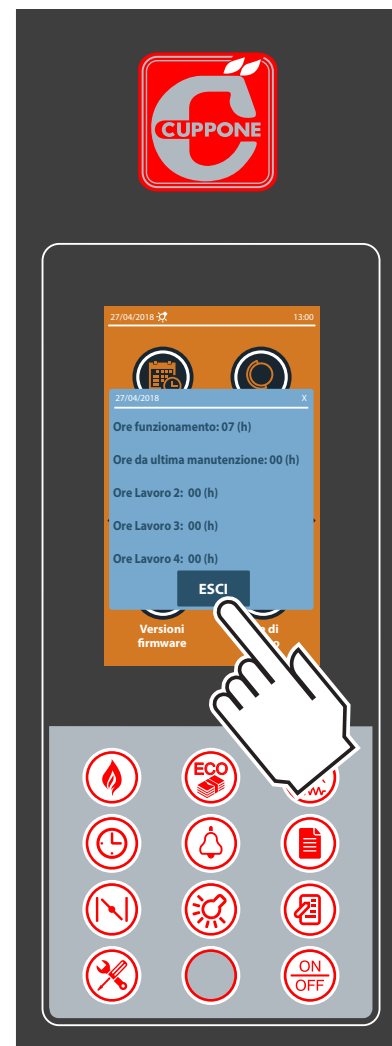 CUPPONE
27/04/2018
13:00
27/04/2018
X
Ore funzionamento: 07 (h)
Ore da ultima manutenzione: 00 (h)
Ore Lavoro 2: 00 (h)
Ore Lavoro 3: 00 (h)
Ore Lavoro 4: 00 (h)
ESCI
Versioni
firmware
di
ECO
ON
OFF